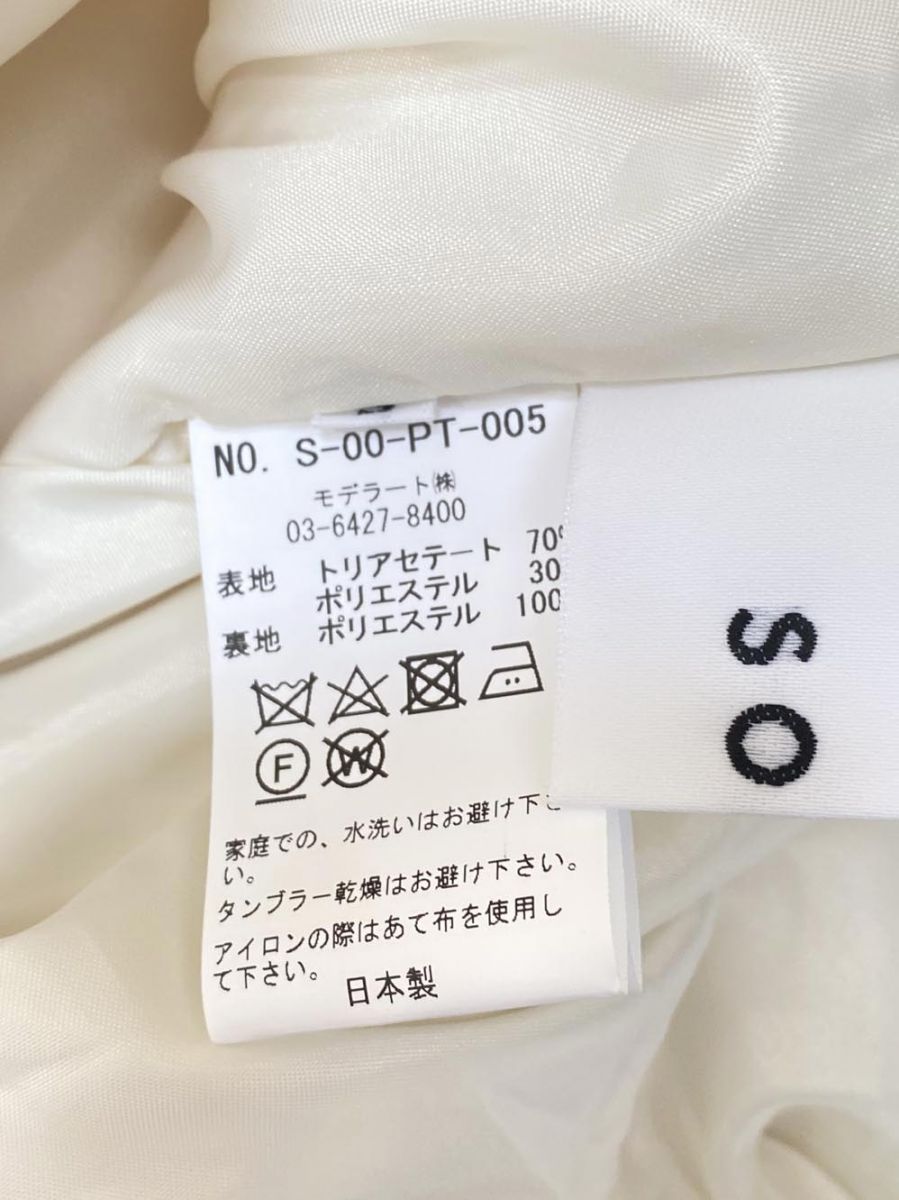 NO. S-00-PT-005
モデラート㈱
03-6427-8400
表地 トリアセテート 70%
ポリエステル 30
裏地 ポリエステル 100
F
W
家庭での、水洗いはお避け下さ
い。
タンブラー乾燥はお避け下さい。
アイロンの際はあて布を使用し
て下さい。
日本製
SO